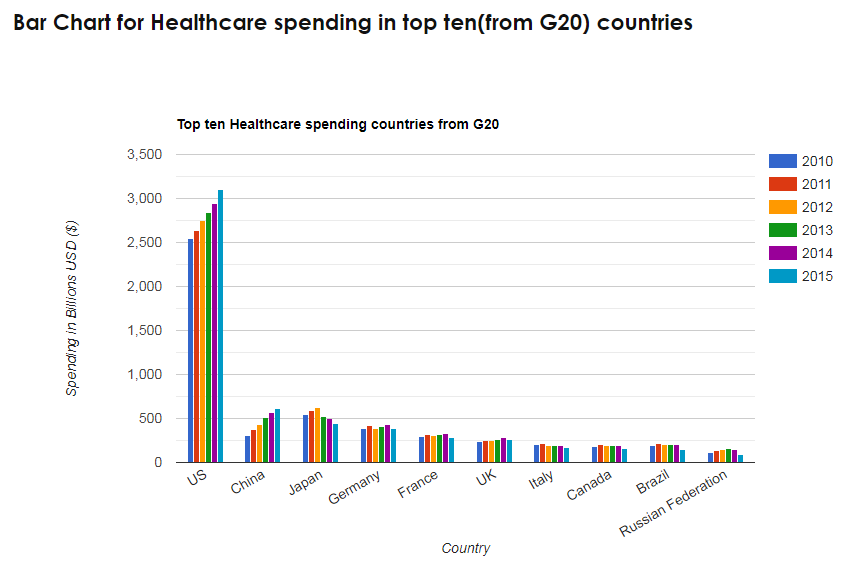 Bar Chart for Healthcare spending in top ten(from G20) countries
Top ten Healthcare spending countries from G20
3,500
3,000
2,500
2,000
1,500
1,000
500
0
Spending in Billions USD ($)
US
China
Japan
Germany
France
UK
Italy
Canada
Brazil
Russian Federation
Country
2010
2011
2012
2013
2014
2015